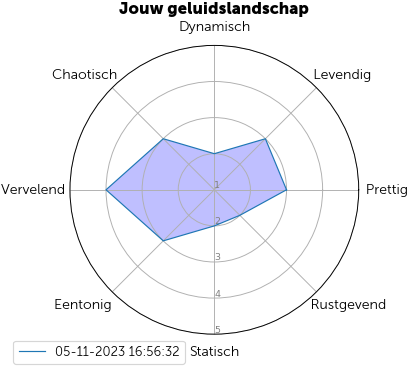 Jouw geluidslandschap
Dynamisch
Chaotisch
Levendig
Vervelend
1
Prettig
2
3
4
Eentonig
Rustgevend
5
05-11-2023 16:56:32
Statisch